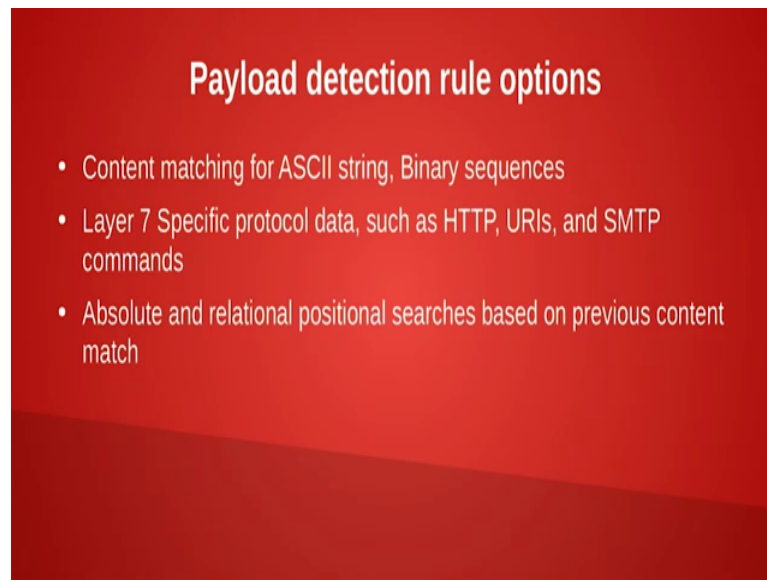 Payload detection rule options
• Content matching for ASCII string, Binary sequences
• Layer 7 Specific protocol data, such as HTTP, URIs, and SMTP
commands
• Absolute and relational positional searches based on previous content
match